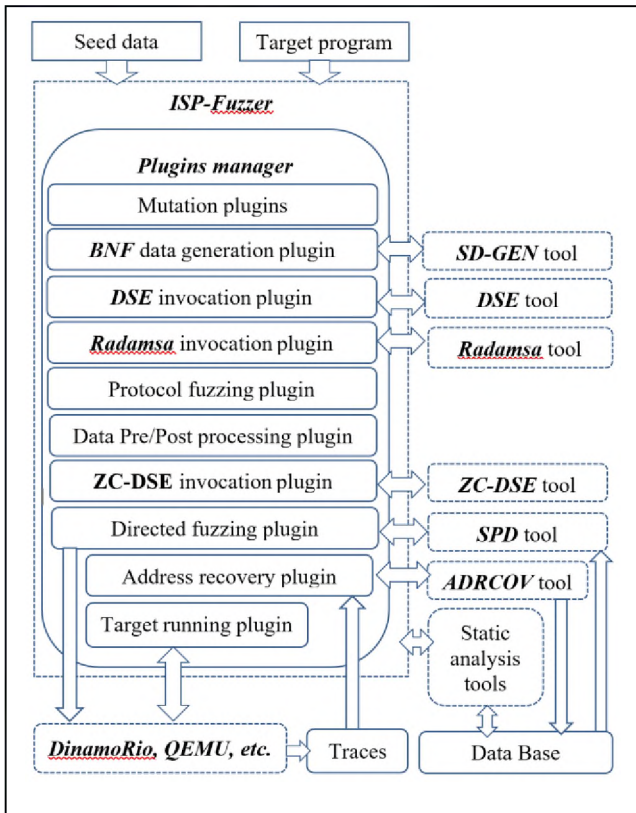 Seed data
Target program
ISP-Fuzzer
Plugins manager
Mutation plugins
BNF data generation plugin
SD-GEN tool
DSE invocation plugin
DSE tool
Radamsa invocation plugin
Radamsa tool
Protocol fuzzing plugin
Data Pre/Post processing plugin
ZC-DSE invocation plugin
ZC-DSE tool
Directed fuzzing plugin
SPD tool
Address recovery plugin
ADRCOV tool
Target running plugin
Static
analysis
tools
DinamoRio, QEMU, etc.
Traces
Data Base